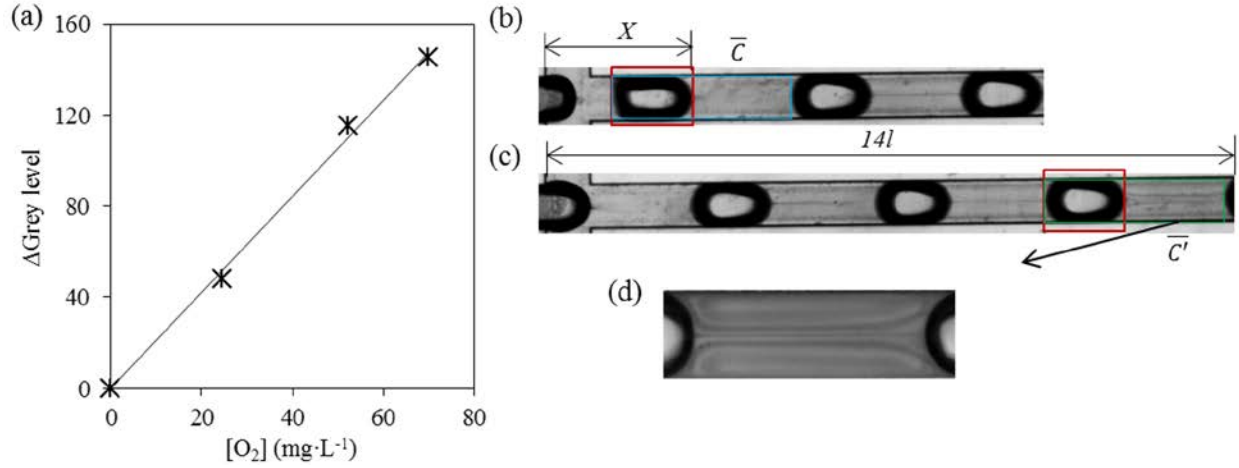 (a)
160
120
80
40
0
ΔGrey level
0 20 40 60 80
[O₂] (mg·L⁻¹)
(b)
X
C̅
(c)
14l
C̅'
(d)